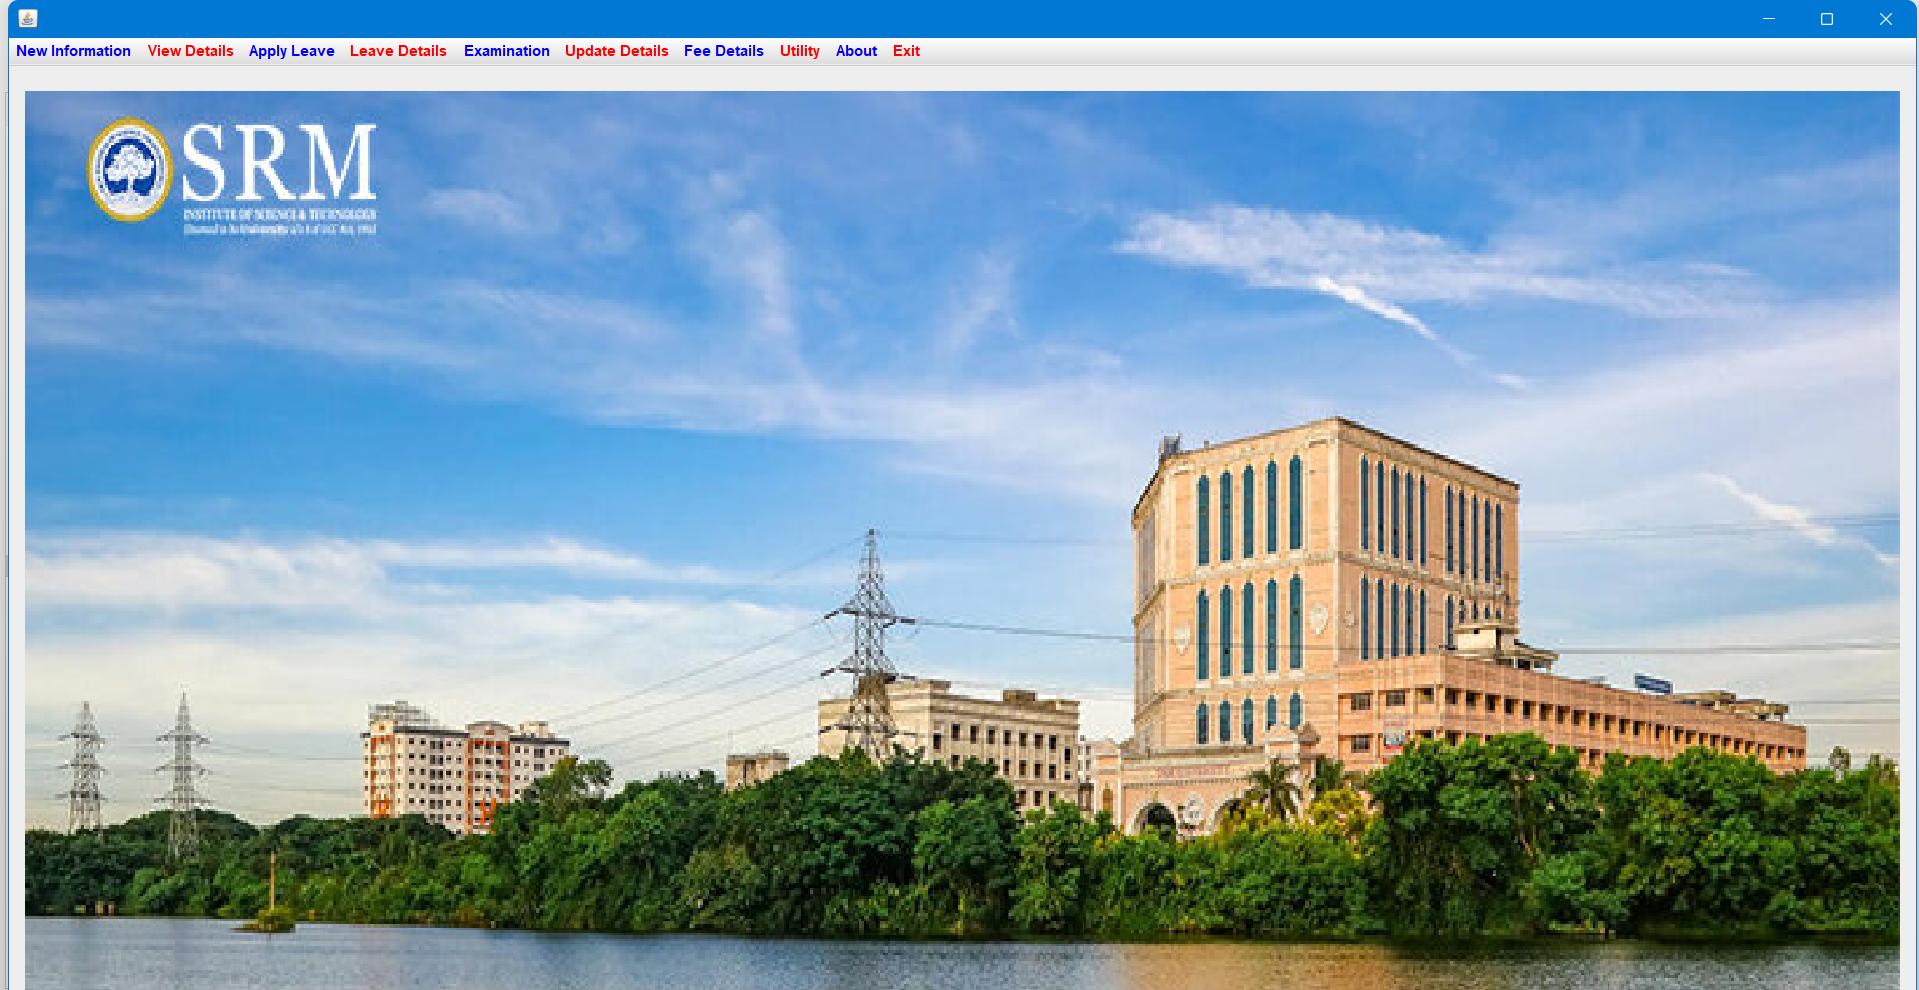 New Information View Details Apply Leave Leave Details Examination Update Details Fee Details Utility About Exit
SRM
INSTITUTE OF SCIENCE & TECHNOLOGY